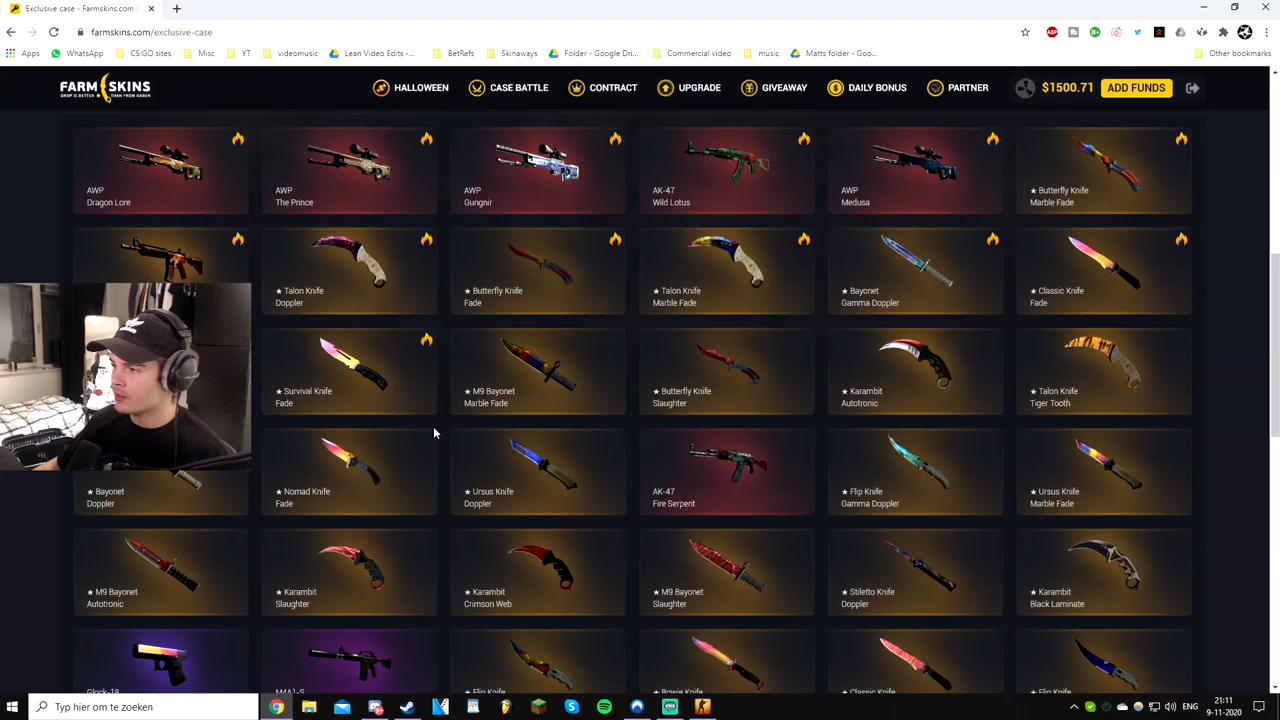 Exclusive case - Farmskins.com
farmskins.com/exclusive-case
Apps WhatsApp CS:GO sites Misc YT videomusic Lean Video Edits -... BetRefs Skinaways Folder - Google Dri... Commercial video music Matts folder - Goo... Other bookmarks
FARM SKINS
DROP IS BETTER THAN FROM GABEN
HALLOWEEN CASE BATTLE CONTRACT UPGRADE GIVEAWAY DAILY BONUS PARTNER $1500.71 ADD FUNDS
AWP
Dragon Lore
AWP
The Prince
AWP
Gungnir
AK-47
Wild Lotus
AWP
Medusa
★ Butterfly Knife
Marble Fade
★ Talon Knife
Doppler
★ Butterfly Knife
Fade
★ Talon Knife
Marble Fade
★ Bayonet
Gamma Doppler
★ Classic Knife
Fade
★ Survival Knife
Fade
★ M9 Bayonet
Marble Fade
★ Butterfly Knife
Slaughter
★ Karambit
Autotronic
★ Talon Knife
Tiger Tooth
★ Bayonet
Doppler
★ Nomad Knife
Fade
★ Ursus Knife
Doppler
AK-47
Fire Serpent
★ Flip Knife
Gamma Doppler
★ Ursus Knife
Marble Fade
★ M9 Bayonet
Autotronic
★ Karambit
Slaughter
★ Karambit
Crimson Web
★ M9 Bayonet
Slaughter
★ Stiletto Knife
Doppler
★ Karambit
Black Laminate
Glock-18
M4A1-S
★ Flip Knife
★ Bowie Knife
★ Classic Knife
★ Flip Knife
Typ hier om te zoeken
ENG
21:11
9-11-2020